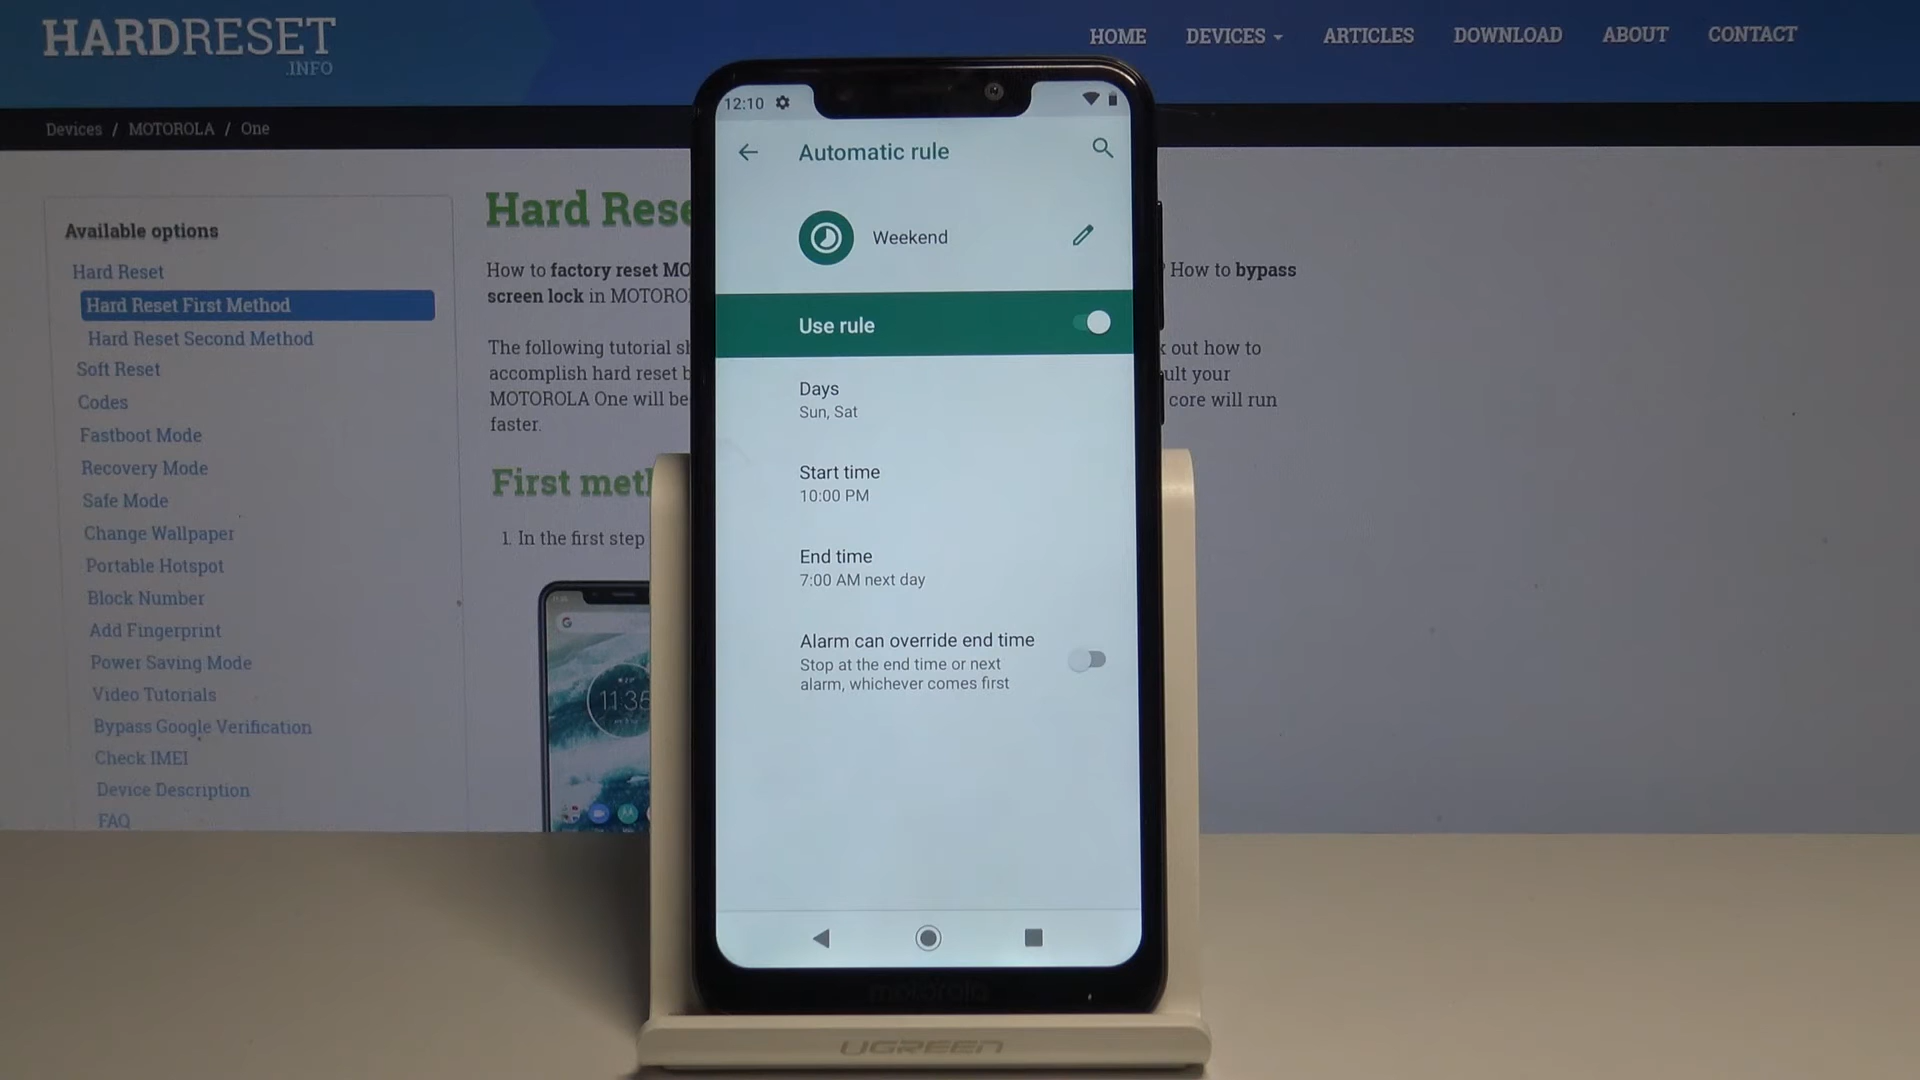 HARDRESET
.INFO
HOME DEVICES ARTICLES DOWNLOAD ABOUT CONTACT
Devices / MOTOROLA / One
Available options
Hard Reset
Hard Reset First Method
Hard Reset Second Method
Soft Reset
Codes
Fastboot Mode
Recovery Mode
Safe Mode
Change Wallpaper
Portable Hotspot
Block Number
Add Fingerprint
Power Saving Mode
Video Tutorials
Bypass Google Verification
Check IMEI
Device Description
FAQ
Hard Rese
How to factory reset MO ? How to bypass
screen lock in MOTORO
The following tutorial s k out how to
accomplish hard reset b ult your
MOTOROLA One will be core will run
faster.
First met
1. In the first step
G
11:35
12:10
Automatic rule
Weekend
Use rule
Days
Sun, Sat
Start time
10:00 PM
End time
7:00 AM next day
Alarm can override end time
Stop at the end time or next
alarm, whichever comes first
motorola
UGREEN